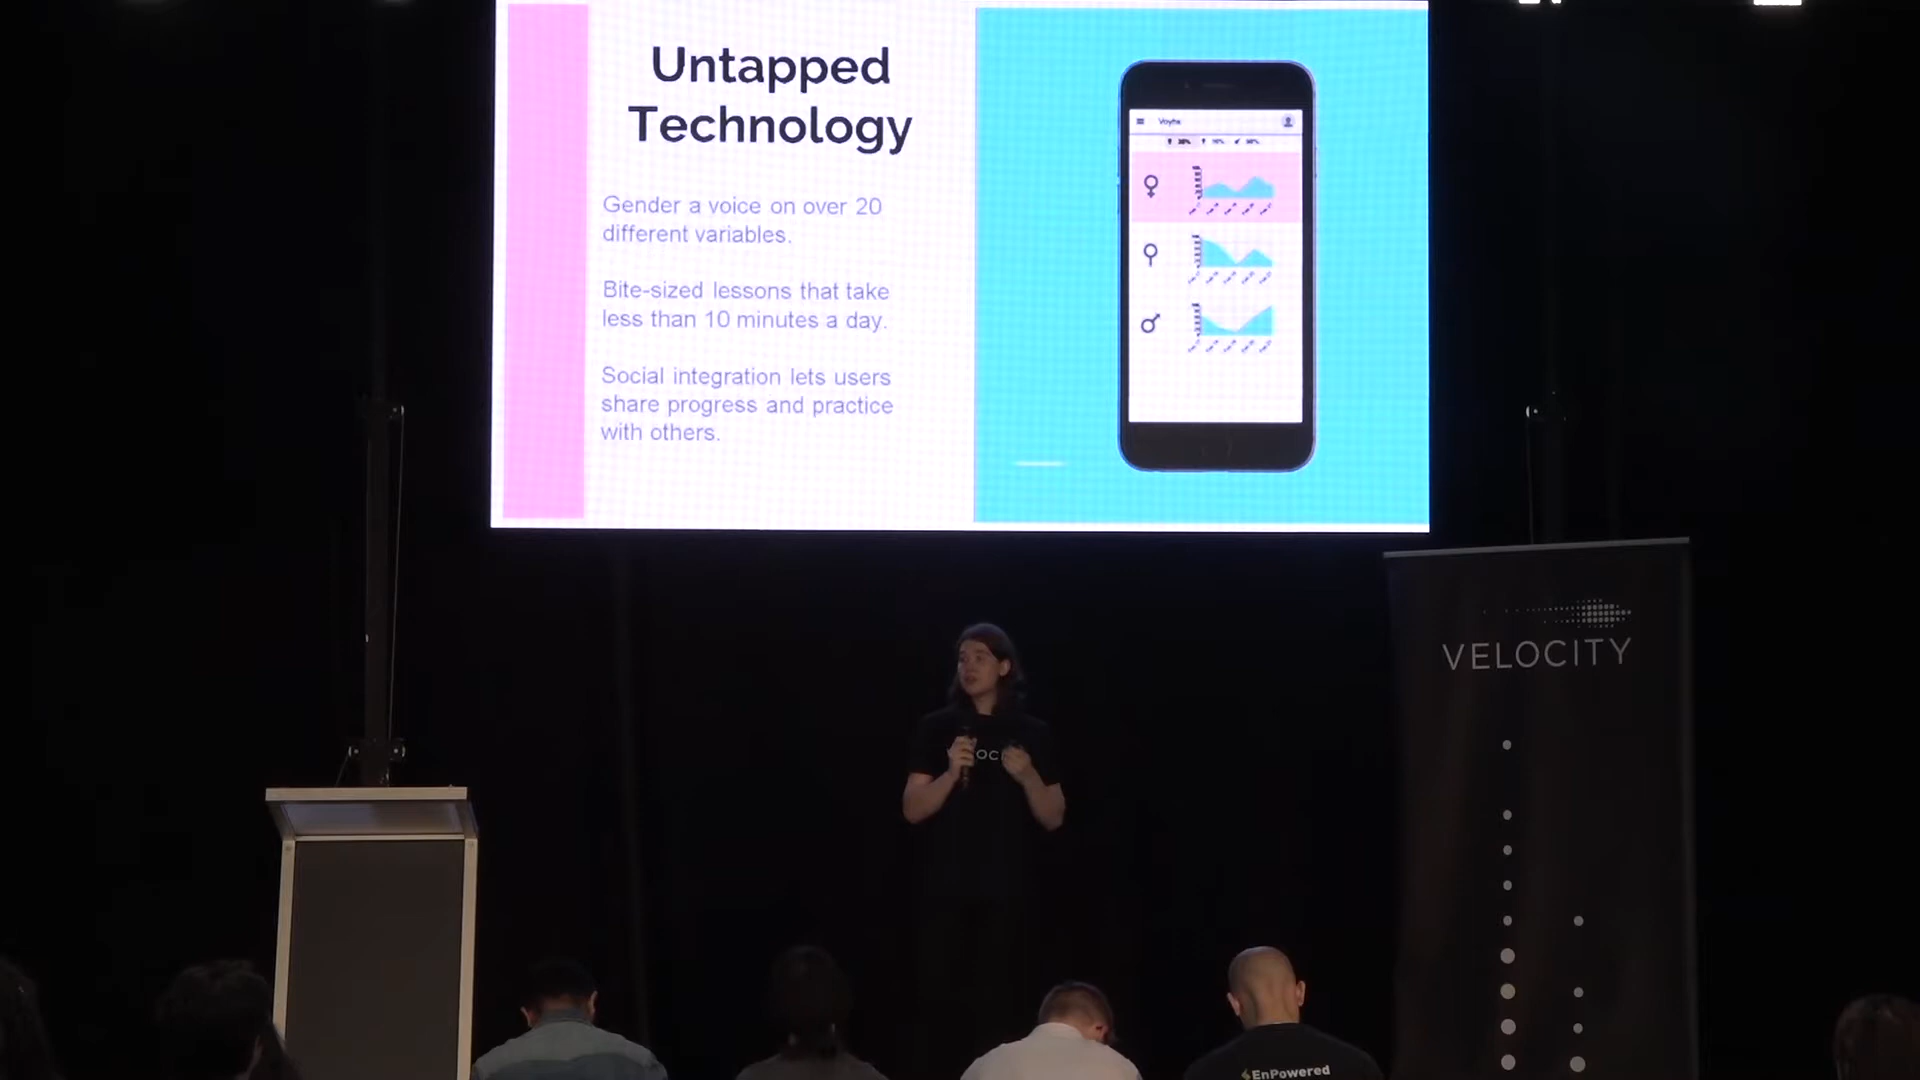 Untapped
Technology
Gender a voice on over 20
different variables.
Bite-sized lessons that take
less than 10 minutes a day.
Social integration lets users
share progress and practice
with others.
VELOCITY
OCI
EnPowered